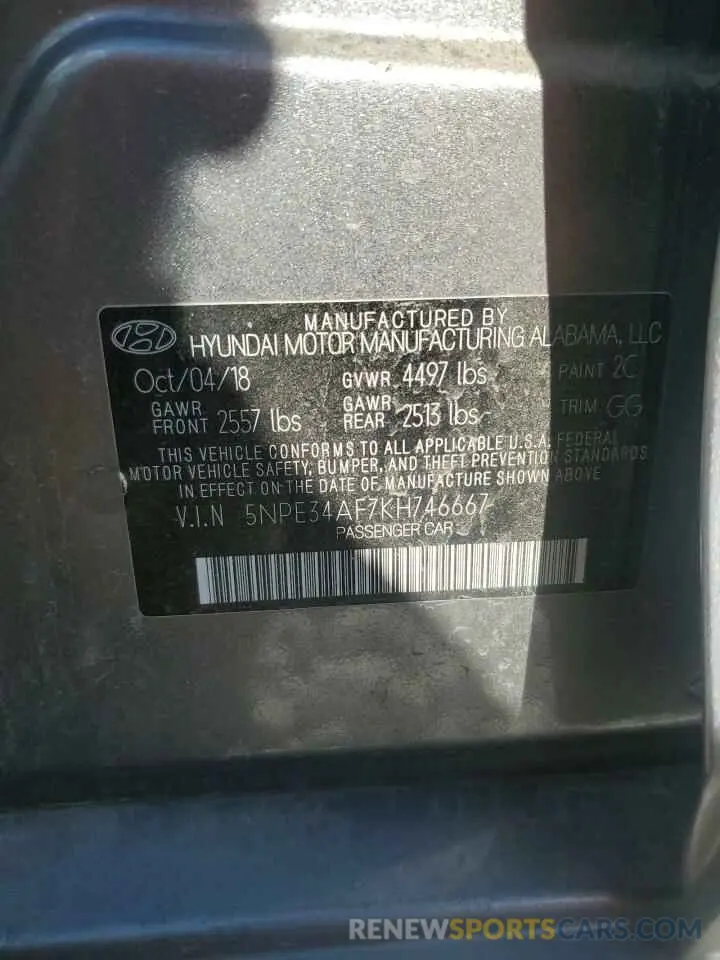 MANUFACTURED BY
HYUNDAI MOTOR MANUFACTURING ALABAMA, LLC
Oct/04/18 GVWR 4497 lbs PAINT 2C
GAWR FRONT 2557 lbs GAWR REAR 2513 lbs TRIM GG
THIS VEHICLE CONFORMS TO ALL APPLICABLE U.S.A. FEDERAL
MOTOR VEHICLE SAFETY, BUMPER, AND THEFT PREVENTION STANDARDS
IN EFFECT ON THE DATE OF MANUFACTURE SHOWN ABOVE
V.I.N 5NPE34AF7KH746667
PASSENGER CAR
RENEWSPORTSCARS.COM